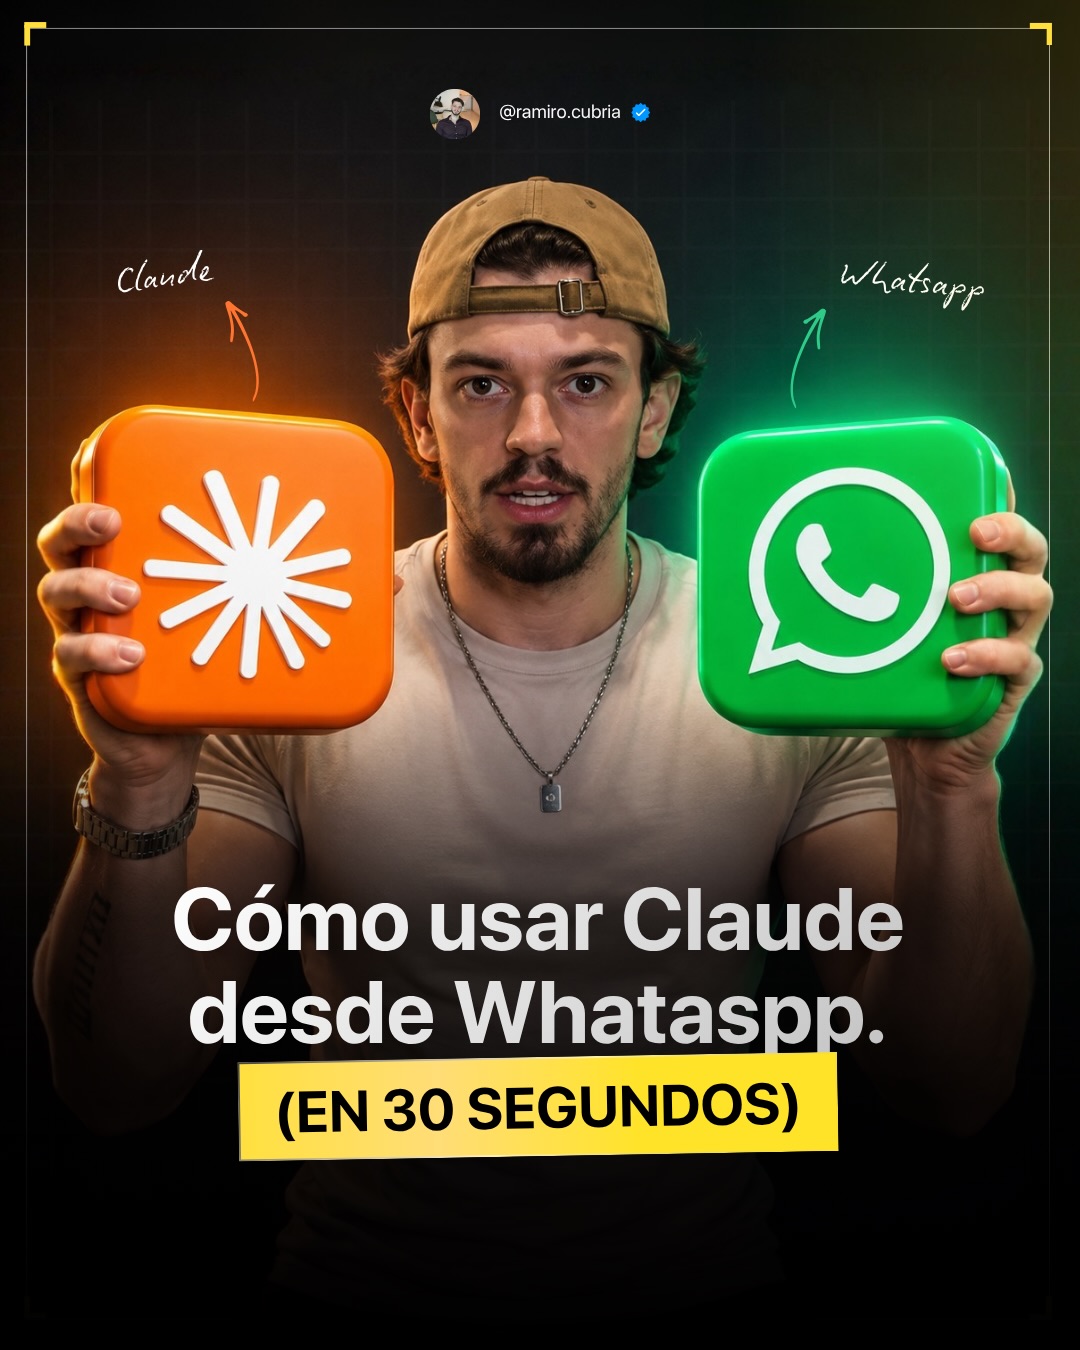 @ramiro.cubria
Claude
Whatsapp
Cómo usar Claude
desde Whataspp.
(EN 30 SEGUNDOS)